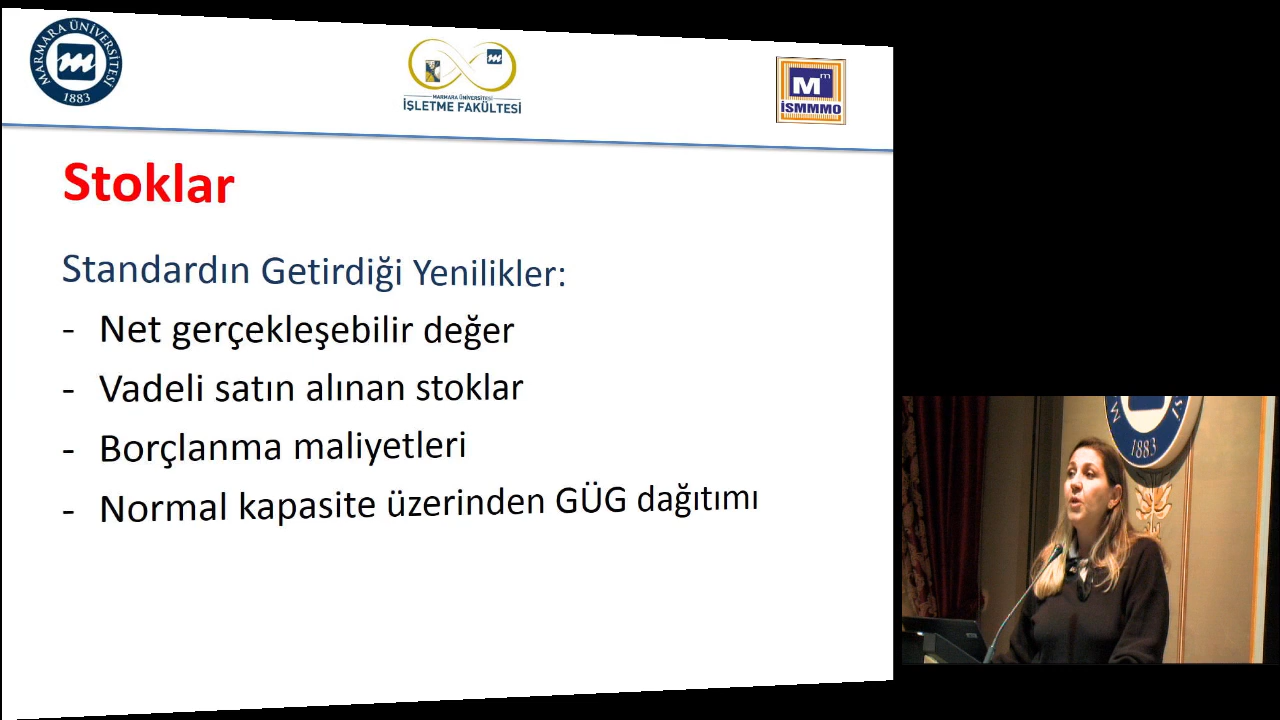 MARMARA ÜNİVERSİTESİ
1883
MARMARA ÜNİVERSİTESİ
İŞLETME FAKÜLTESİ
Mm
İSMMMO
Stoklar
Standardın Getirdiği Yenilikler:
- Net gerçekleşebilir değer
- Vadeli satın alınan stoklar
- Borçlanma maliyetleri
- Normal kapasite üzerinden GÜG dağıtımı
1883